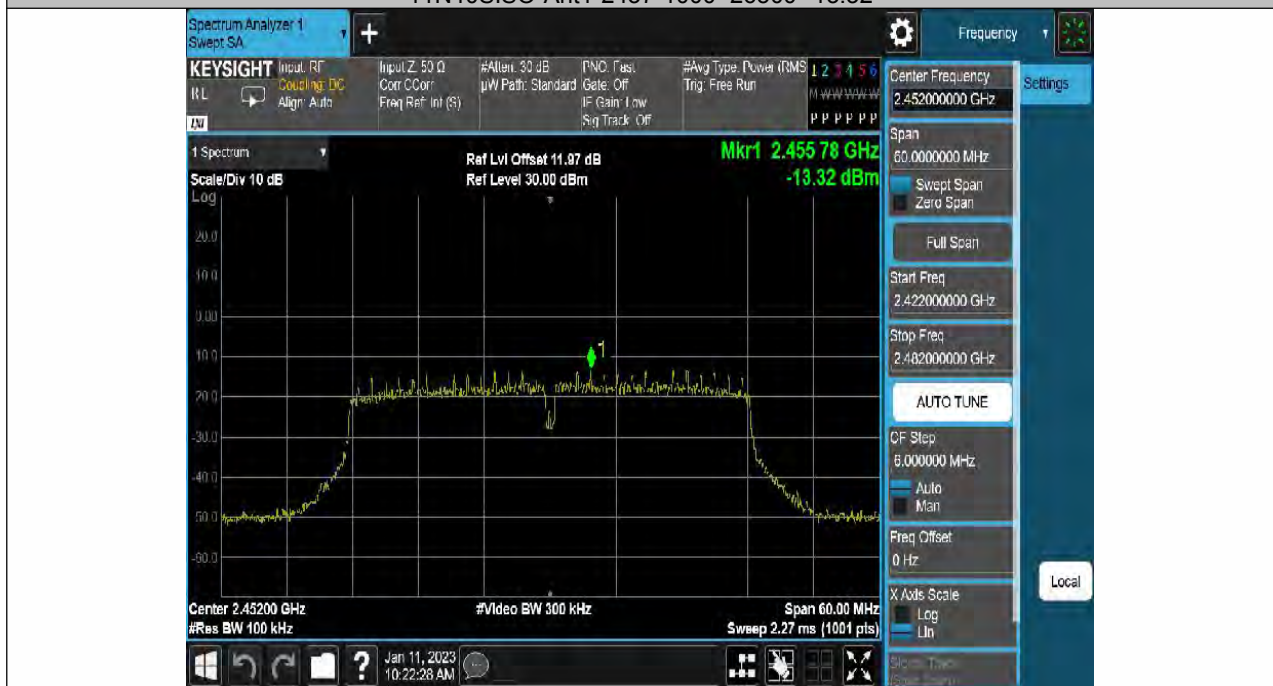 Spectrum Analyzer 1
Swept SA
Frequency
KEYSIGHT
Input: RF
Coupling: DC
Align: Auto
Input Z: 50 Ω
Corr CCorr
Freq Ref: Int (S)
#Atten: 30 dB
µW Path: Standard
PNO: Fast
Gate: Off
IF Gain: Low
Sig Track: Off
#Avg Type: Power (RMS
Trig: Free Run
1 2 3 4 5 6
M W W W W W
P P P P P P
RL
LXI
1 Spectrum
Ref Lvl Offset 11.97 dB
Mkr1 2.455 78 GHz
Scale/Div 10 dB
Ref Level 30.00 dBm
-13.32 dBm
Log
20.0
10.0
0.00
10.0
20.0
-30.0
-40.0
50.0
-60.0
1
Center 2.45200 GHz
#Video BW 300 kHz
Span 60.00 MHz
#Res BW 100 kHz
Sweep 2.27 ms (1001 pts)
Center Frequency
2.452000000 GHz
Settings
Span
60.0000000 MHz
Swept Span
Zero Span
Full Span
Start Freq
2.422000000 GHz
Stop Freq
2.482000000 GHz
AUTO TUNE
CF Step
6.000000 MHz
Auto
Man
Freq Offset
0 Hz
X Axis Scale
Log
Lin
Local
?
Jan 11, 2023
10:22:28 AM